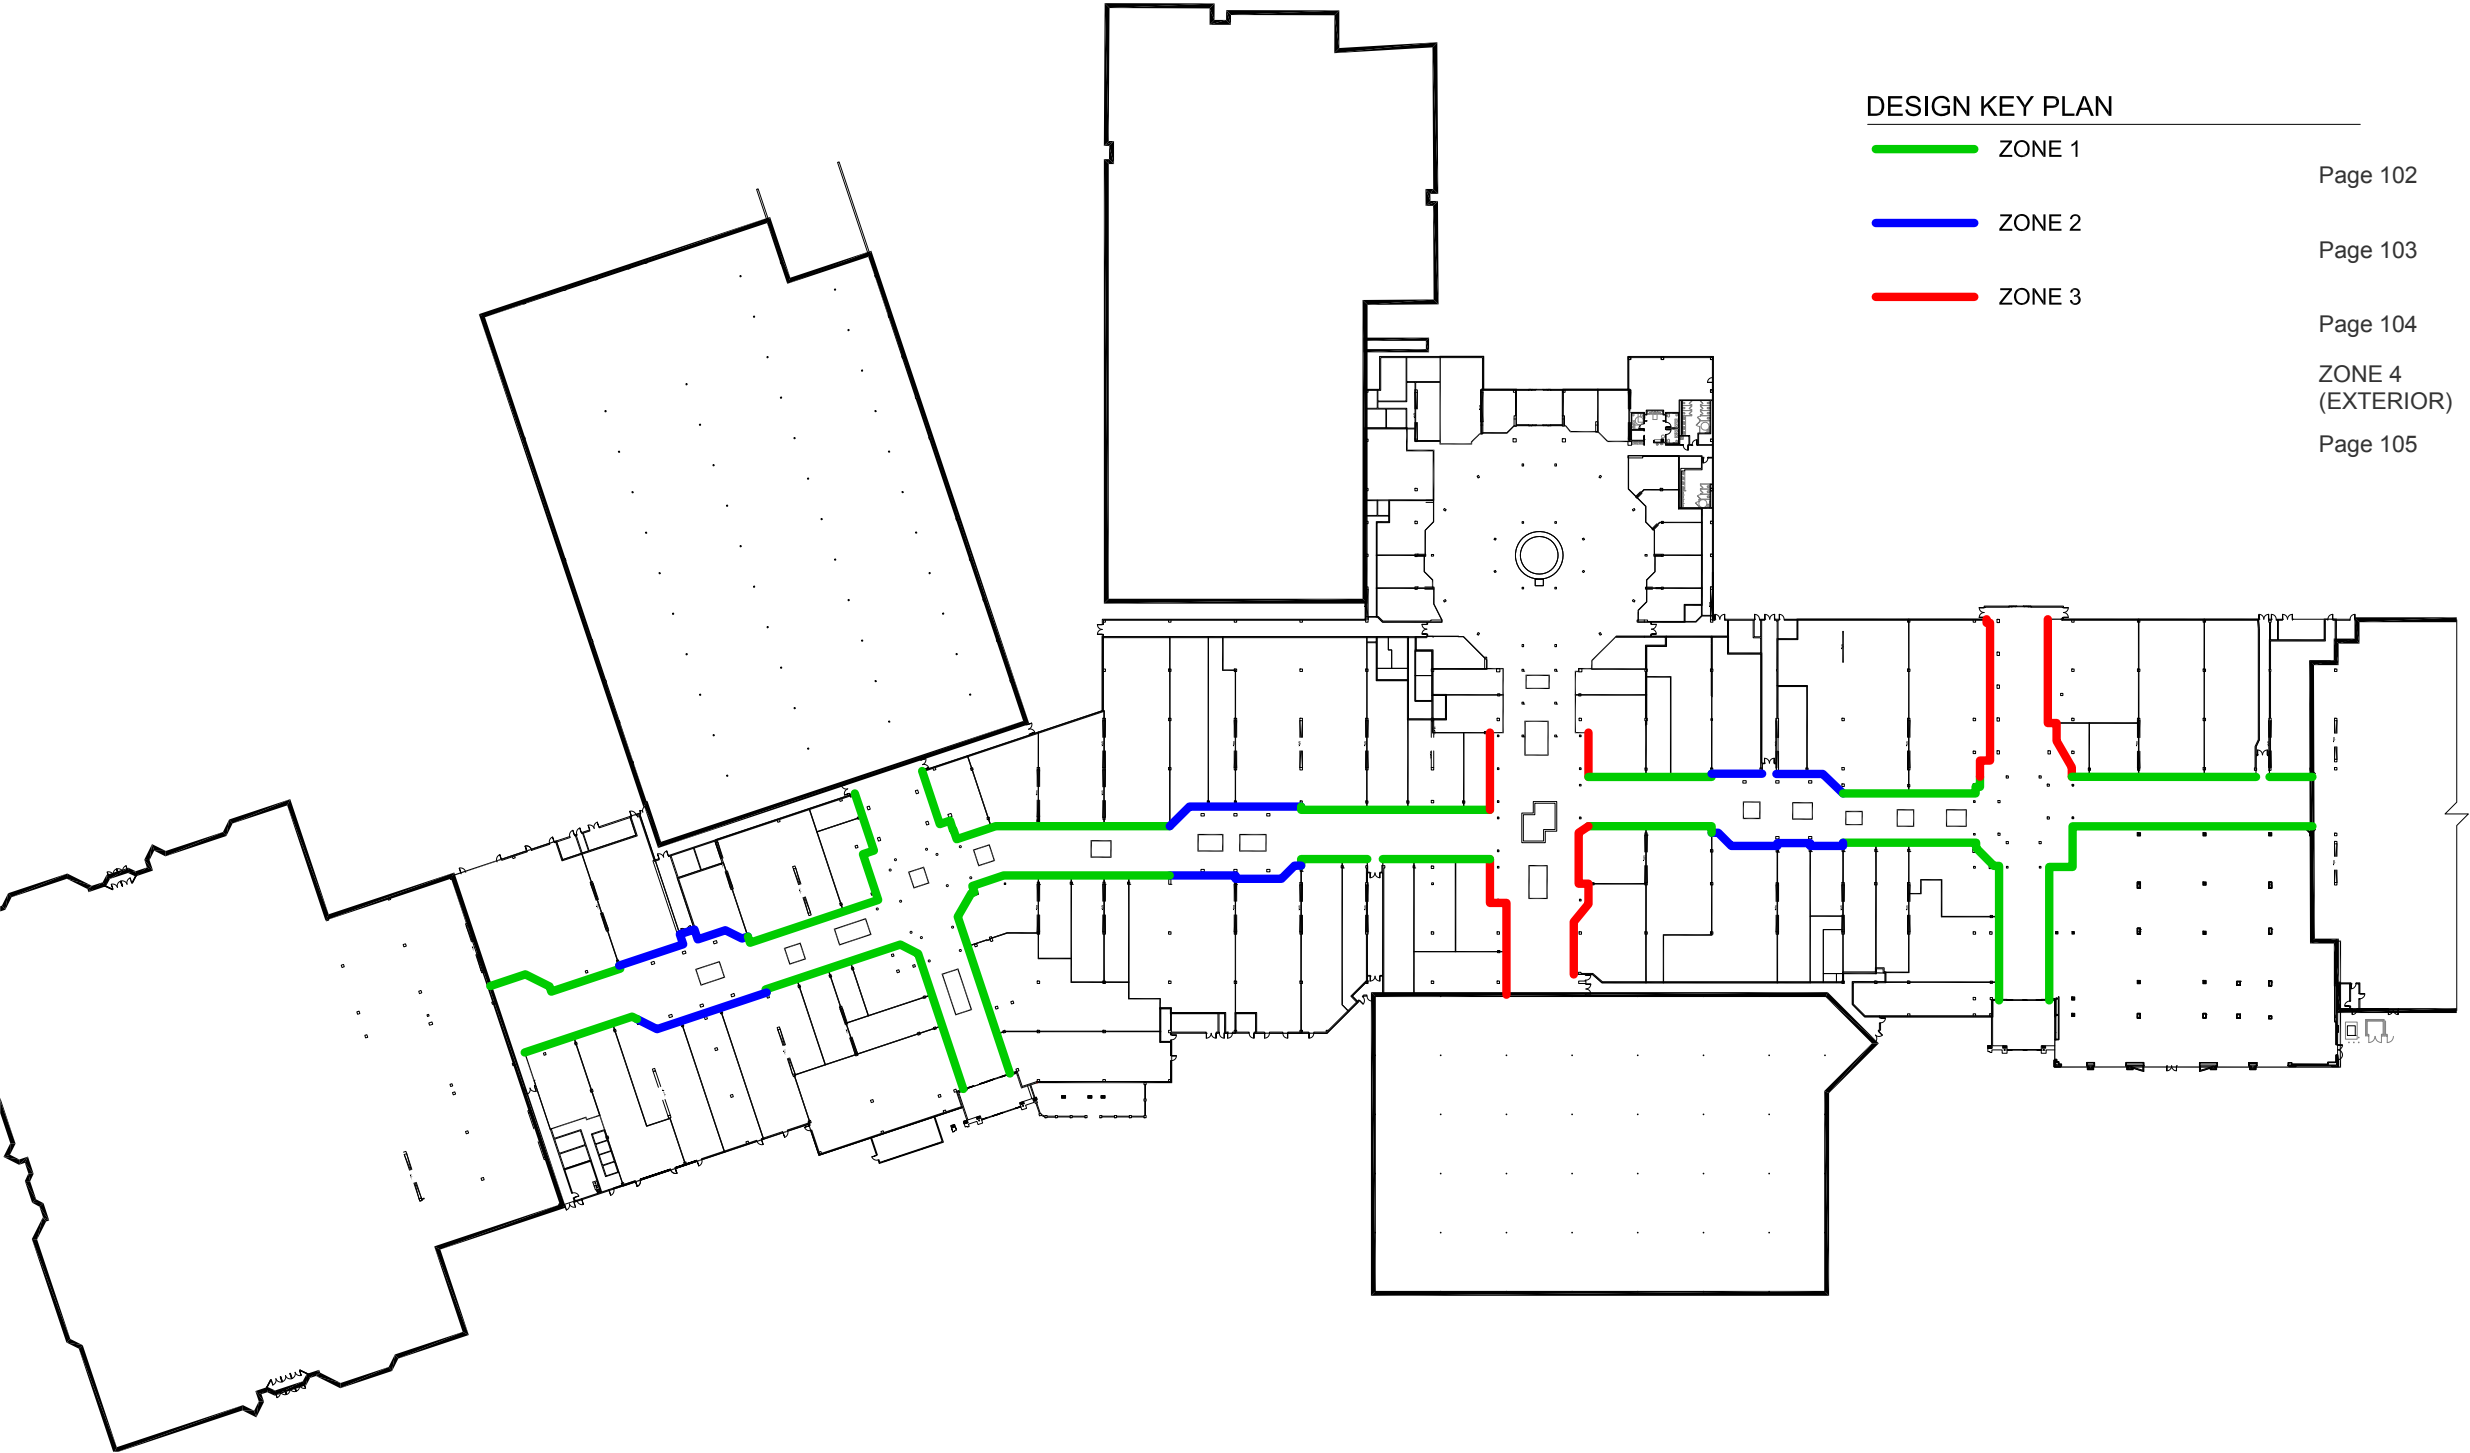 DESIGN KEY PLAN
ZONE 1
Page 102
ZONE 2
Page 103
ZONE 3
Page 104
ZONE 4
(EXTERIOR)
Page 105